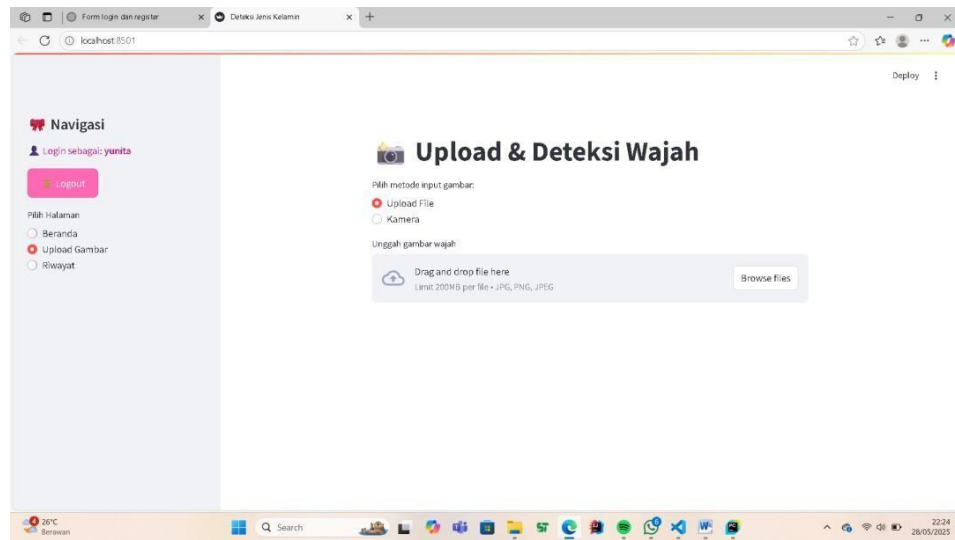 Form login dan register
Deteksi Jenis Kelamin
localhost:8501
Deploy
Navigasi
Login sebagai: yunita
Logout
Pilih Halaman
Beranda
Upload Gambar
Riwayat
Upload & Deteksi Wajah
Pilih metode input gambar:
Upload File
Kamera
Unggah gambar wajah
Drag and drop file here
Limit 200MB per file • JPG, PNG, JPEG
Browse files
26°C
Berawan
Search
22:24
28/05/2025